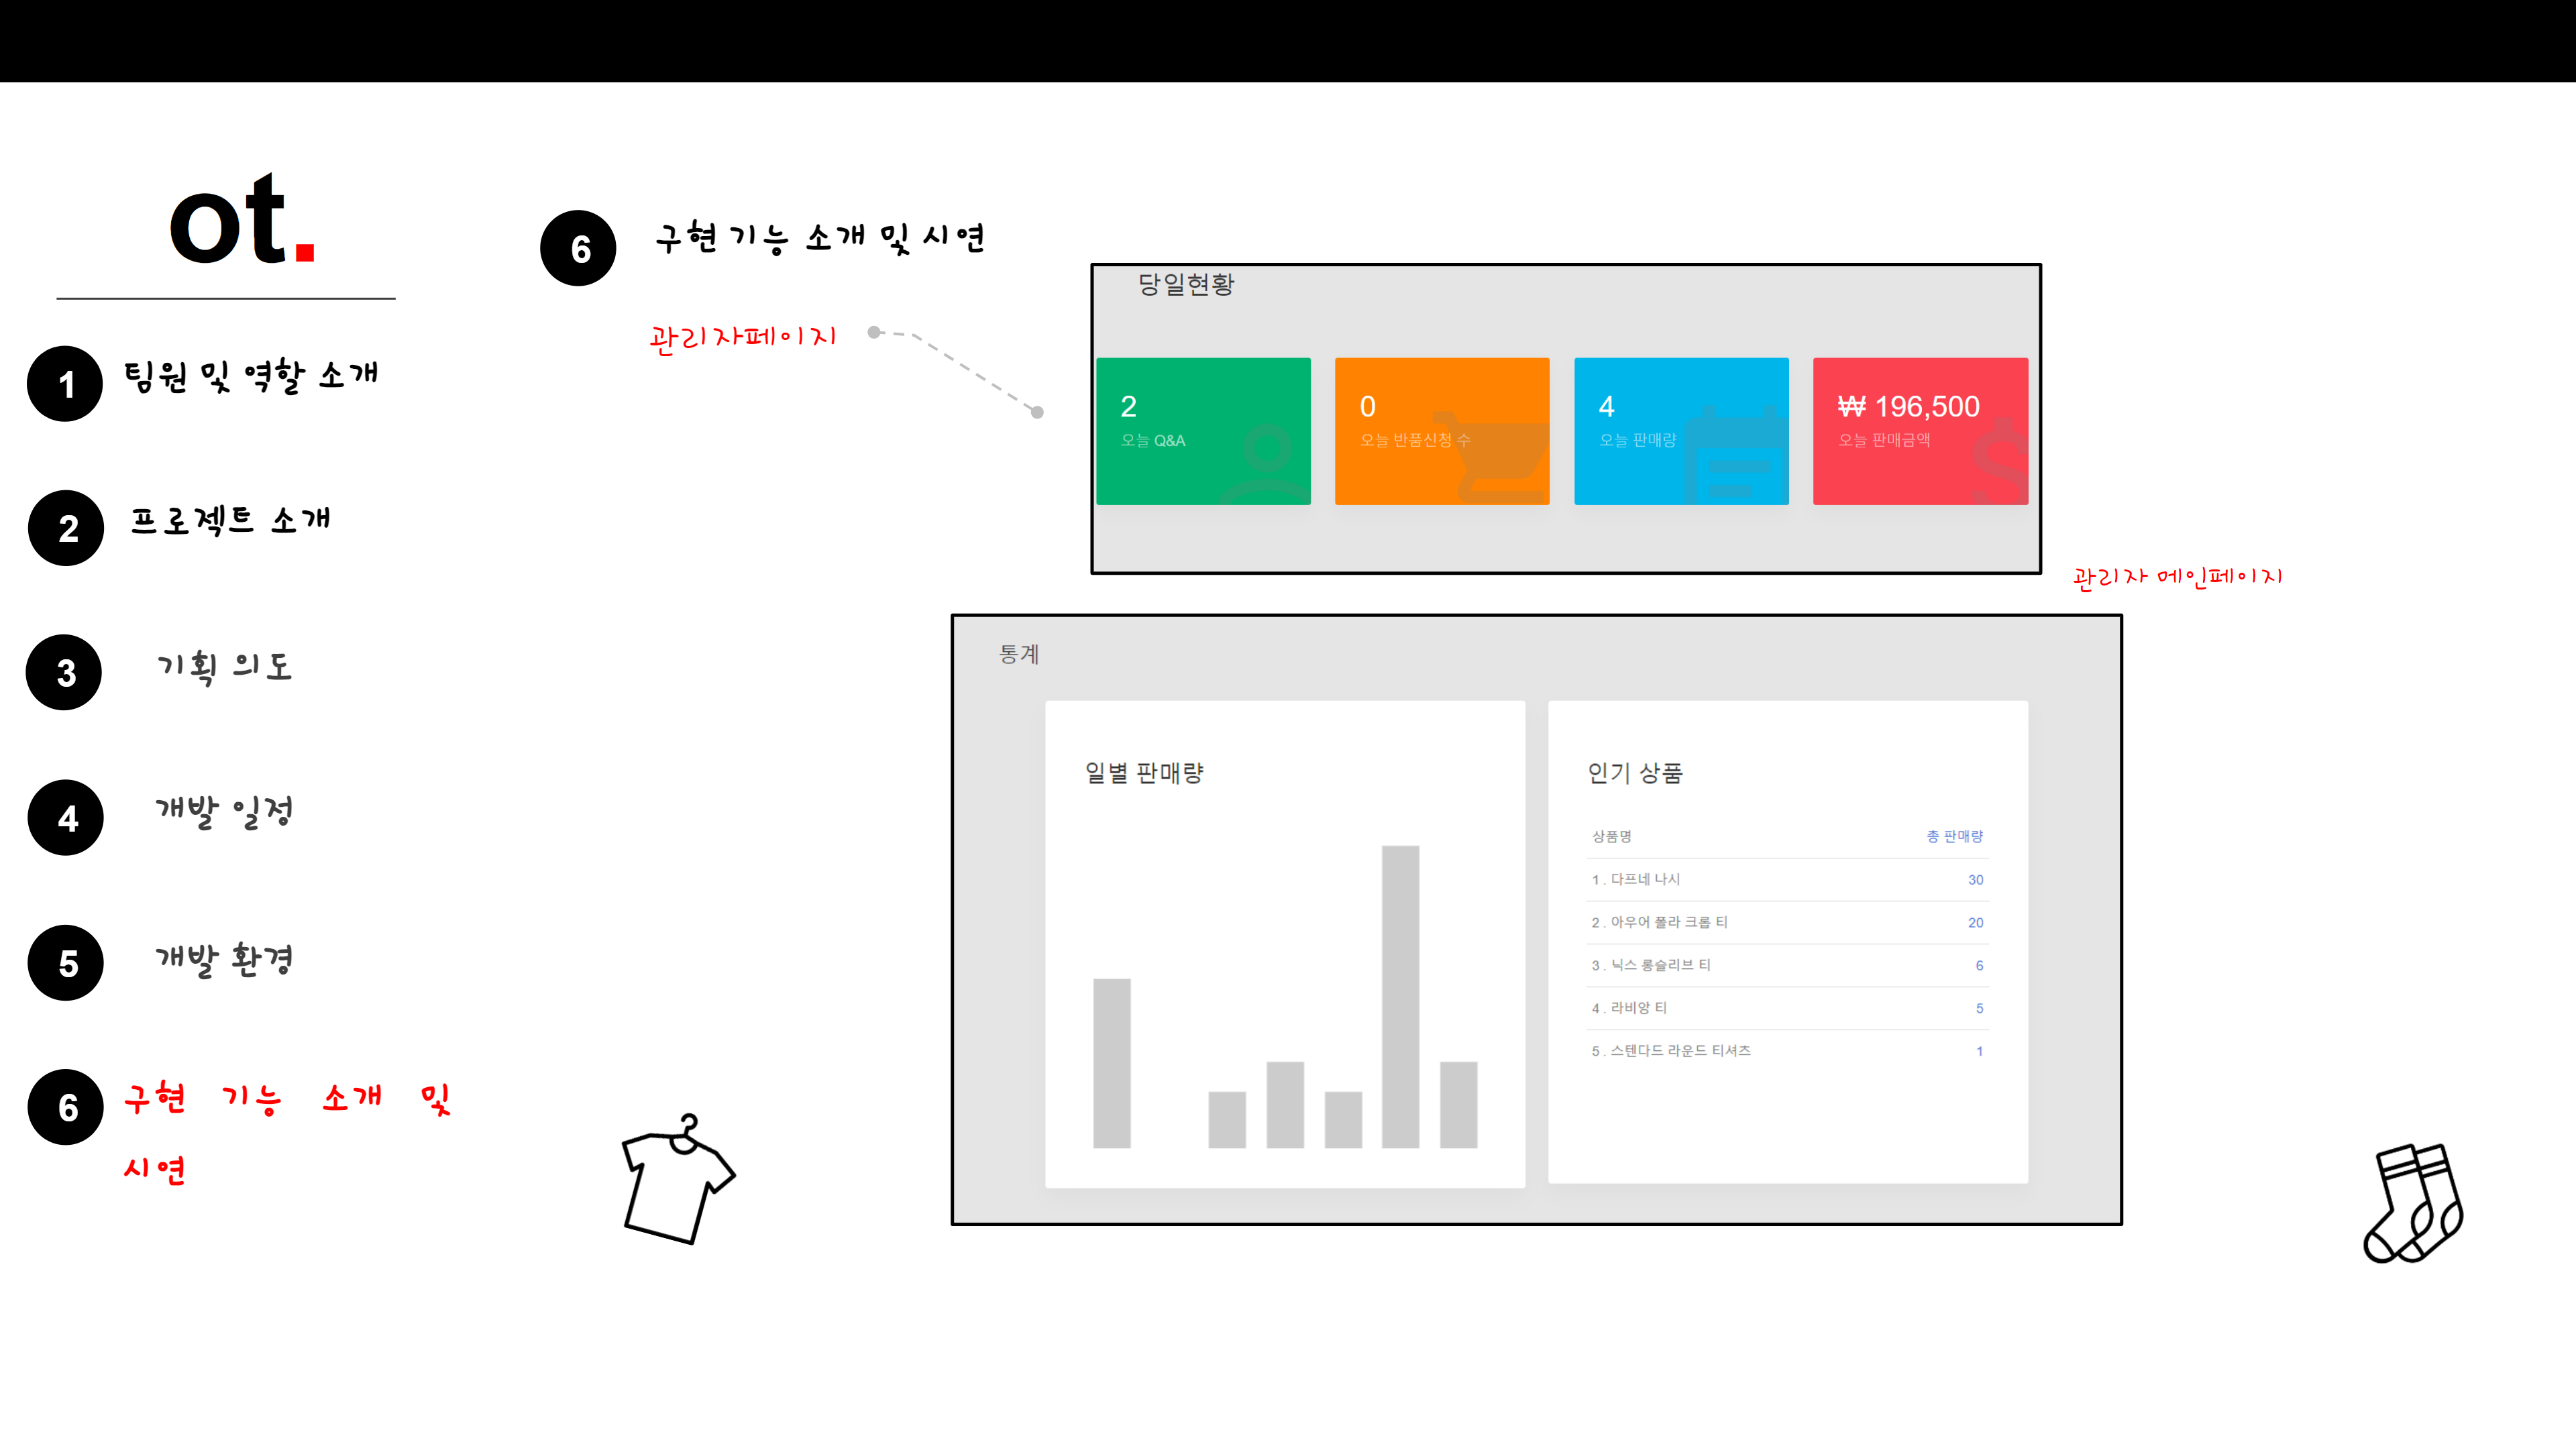 ot.
1 팀원 및 역할 소개
2 프로젝트 소개
3 기획 의도
4 개발 일정
5 개발 환경
6 구현 기능 소개 및
시연
6 구현 기능 소개 및 시연
관리자페이지
당일현황
2
오늘 Q&A
0
오늘 반품신청 수
4
오늘 판매량
₩ 196,500
오늘 판매금액
관리자 메인페이지
통계
일별 판매량
인기 상품
상품명 총 판매량
1 . 다프네 나시 30
2 . 아우어 폴라 크롭 티 20
3 . 닉스 롱슬리브 티 6
4 . 라비앙 티 5
5 . 스텐다드 라운드 티셔츠 1